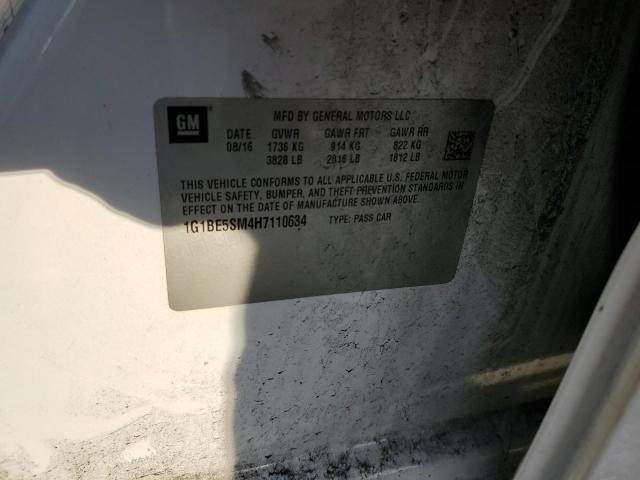 GM
MFD BY GENERAL MOTORS LLC
DATE GVWR GAWR FRT GAWR RR
08/16 1736 KG 914 KG 822 KG
3828 LB 2016 LB 1812 LB
THIS VEHICLE CONFORMS TO ALL APPLICABLE U.S. FEDERAL MOTOR
VEHICLE SAFETY, BUMPER, AND THEFT PREVENTION STANDARDS IN
EFFECT ON THE DATE OF MANUFACTURE SHOWN ABOVE.
1G1BE5SM4H7110634 TYPE: PASS CAR